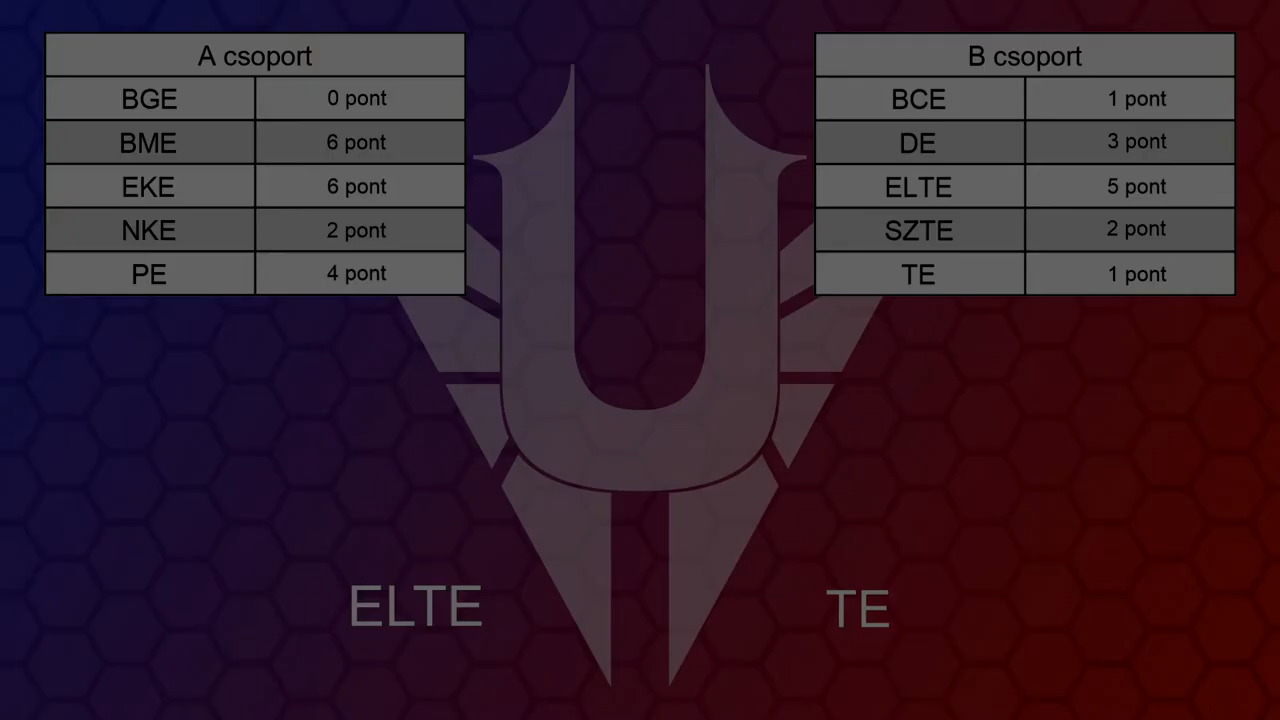 A csoport
BGE 0 pont
BME 6 pont
EKE 6 pont
NKE 2 pont
PE 4 pont
B csoport
BCE 1 pont
DE 3 pont
ELTE 5 pont
SZTE 2 pont
TE 1 pont
ELTE
TE